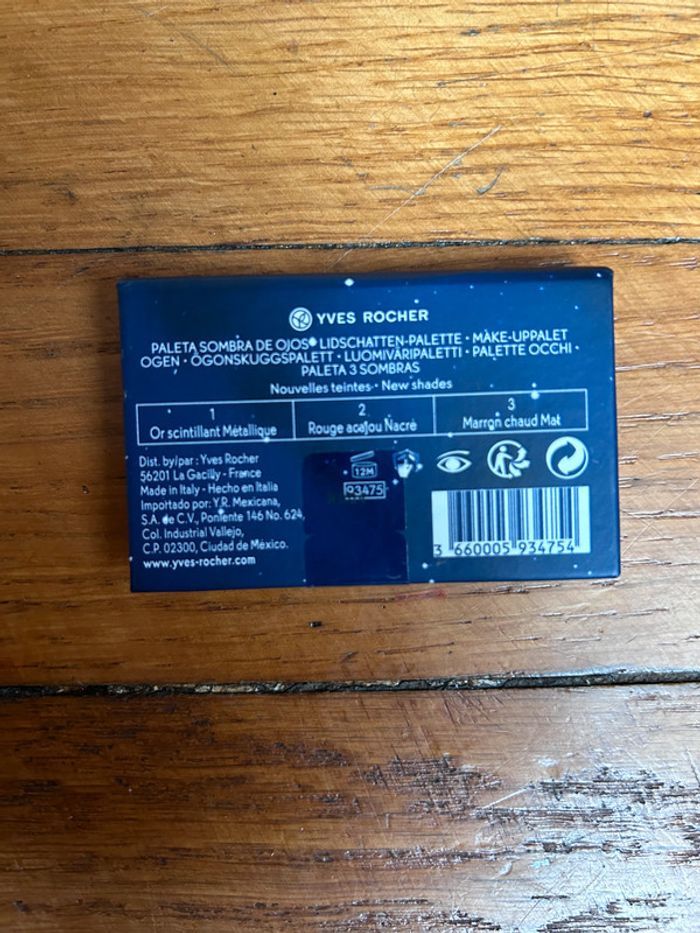 YVES ROCHER
PALETA SOMBRA DE OJOS • LIDSCHATTEN-PALETTE • MAKE-UPPALET
OGEN • ÖGONSKUGGSPALETT • LUOMIVÄRIPALETTI • PALETTE OCCHI •
PALETA 3 SOMBRAS
Nouvelles teintes • New shades
1 2 3
Or scintillant Métallique Rouge acajou Nacré Marron chaud Mat
Dist. by/par : Yves Rocher
56201 La Gacilly - France
Made in Italy - Hecho en Italia
Importado por: Y.R. Mexicana,
S.A. de C.V., Poniente 146 No. 624,
Col. Industrial Vallejo,
C.P. 02300, Ciudad de México.
www.yves-rocher.com
12M
93475
3 660005 934754